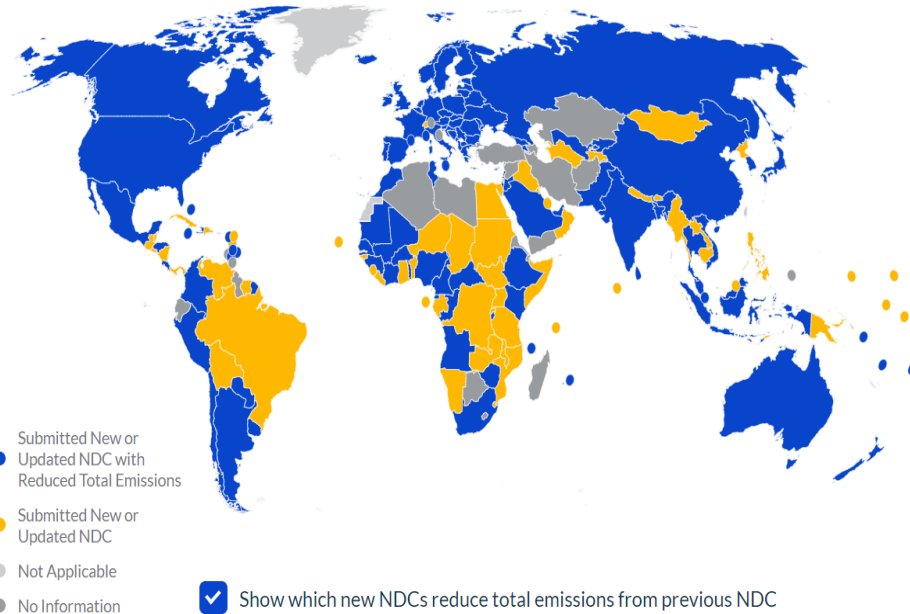 Submitted New or
Updated NDC with
Reduced Total Emissions
Submitted New or
Updated NDC
Not Applicable
No Information
Show which new NDCs reduce total emissions from previous NDC